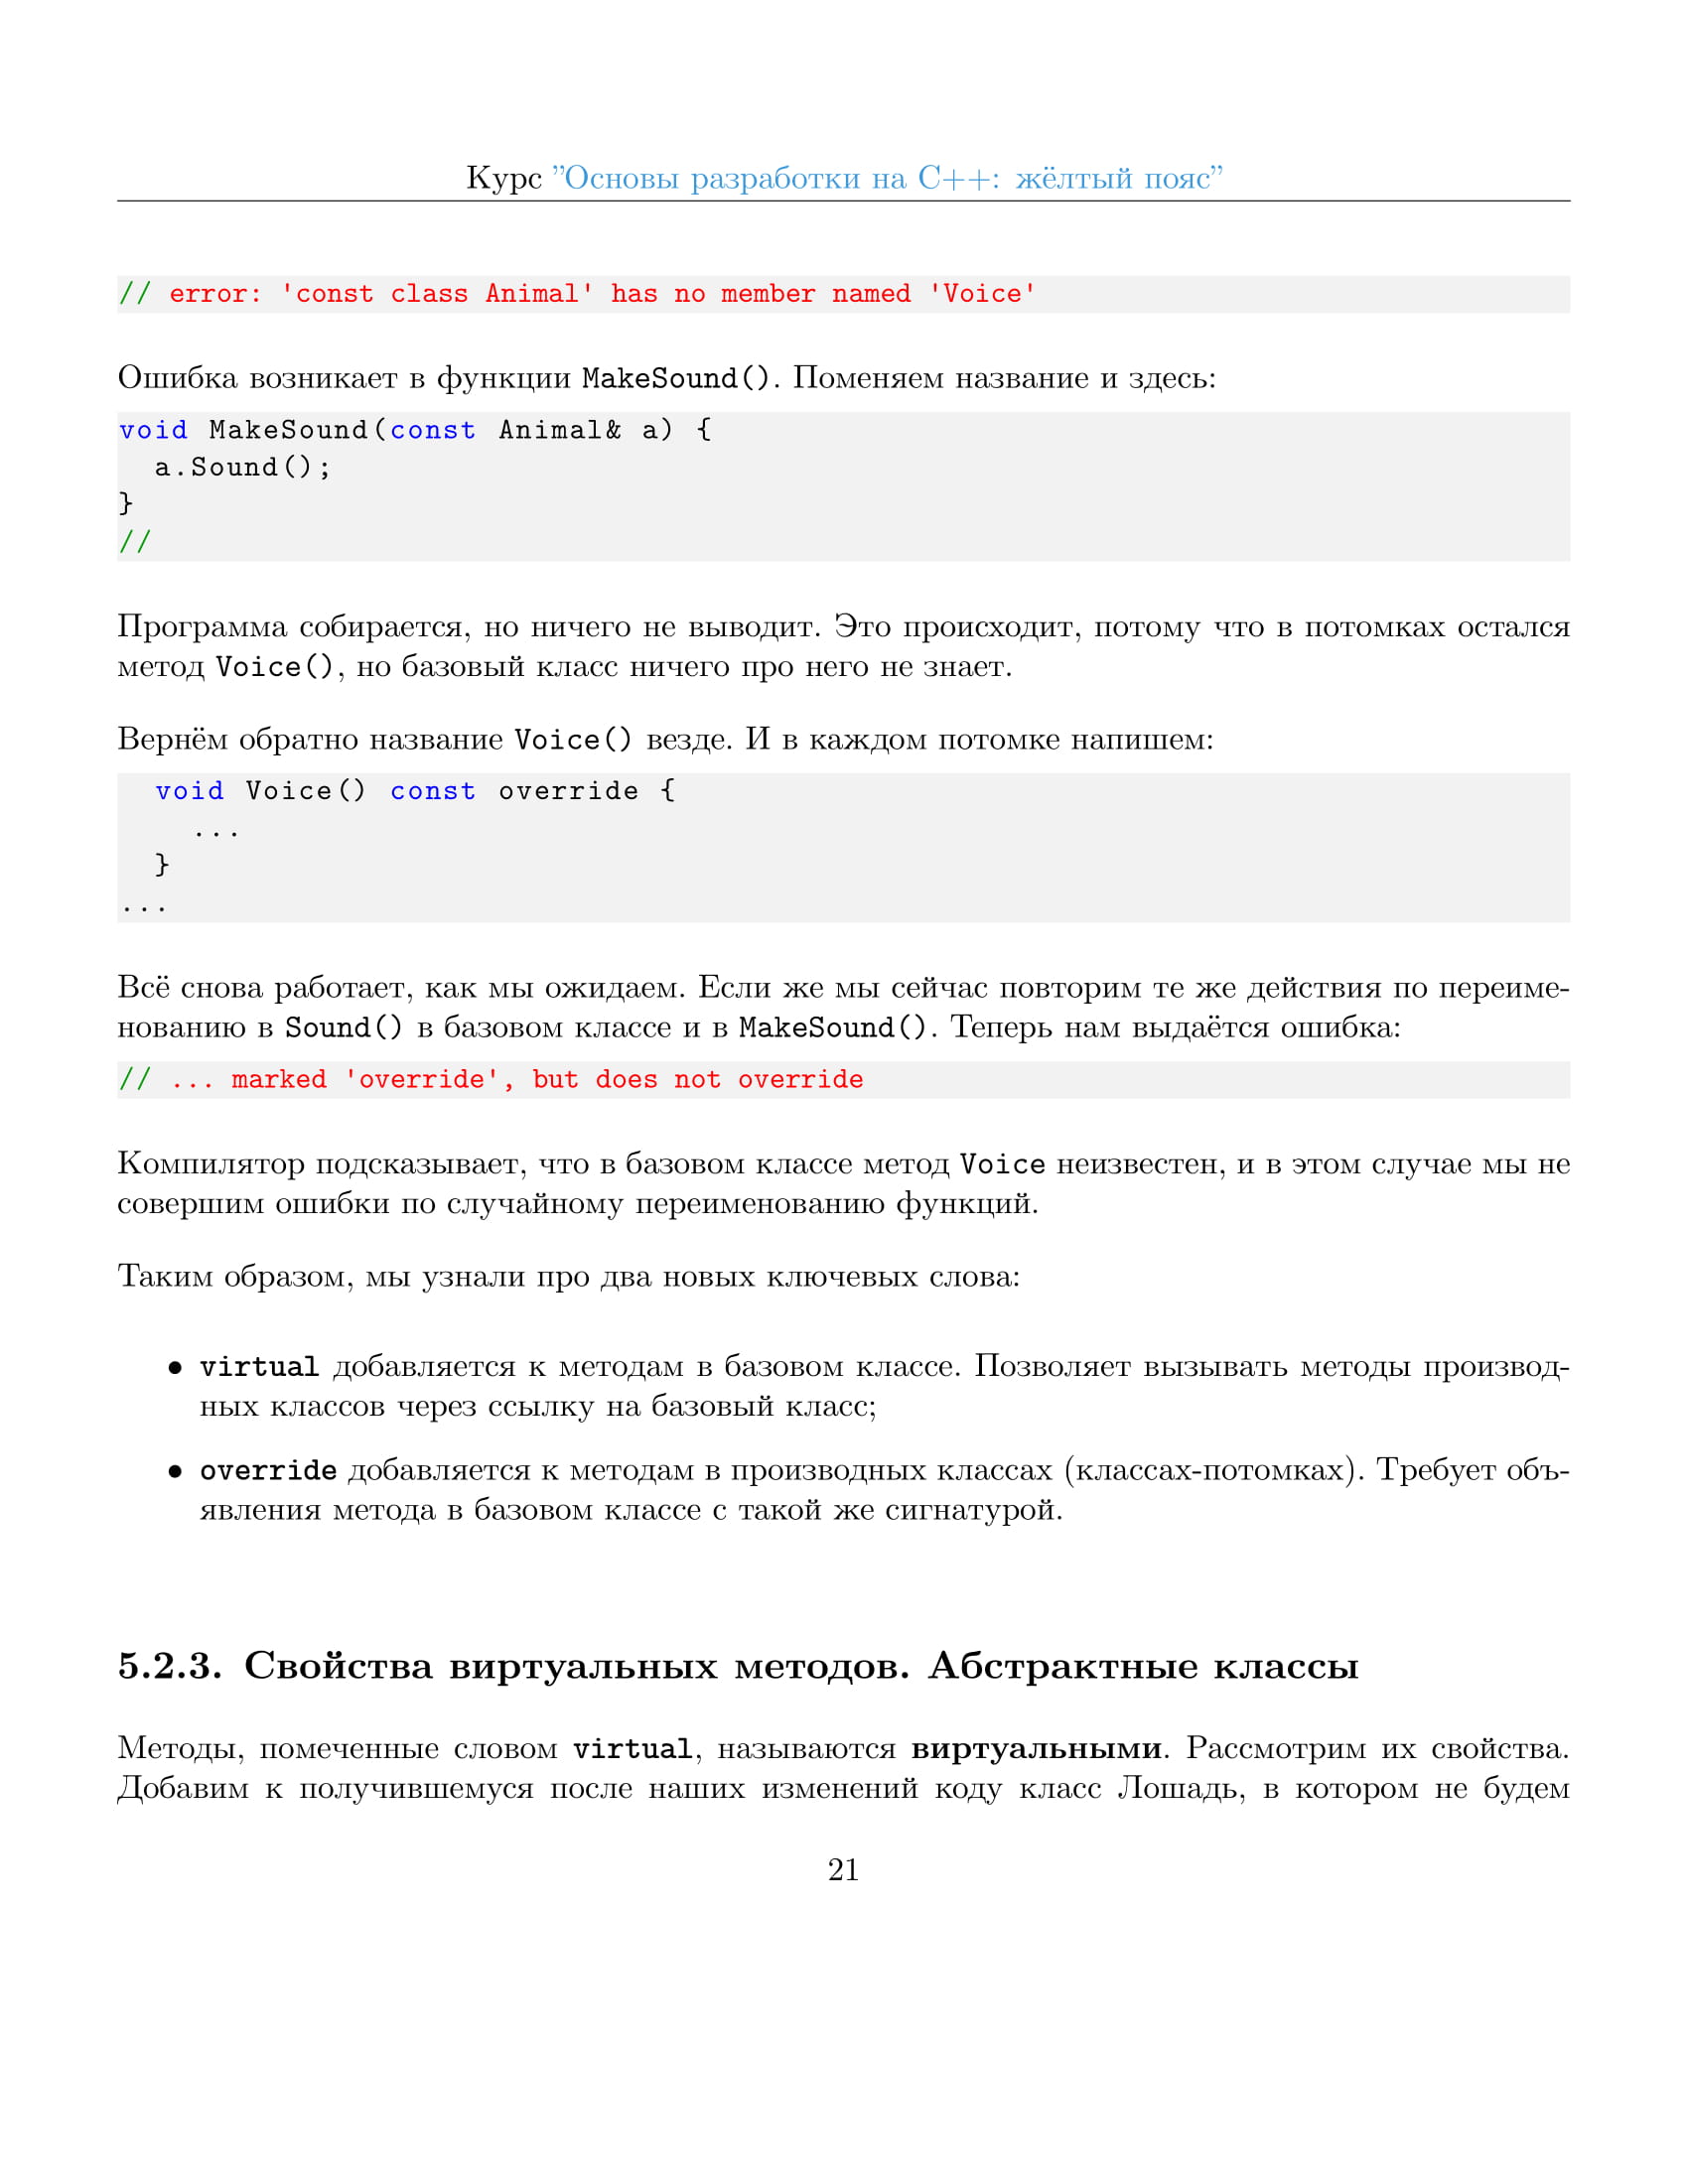 Курс ”Основы разработки на C++: жёлтый пояс”
// error: 'const class Animal' has no member named 'Voice'
Ошибка возникает в функции MakeSound(). Поменяем название и здесь:
void MakeSound(const Animal& a) {
  a.Sound();
}
//
Программа собирается, но ничего не выводит. Это происходит, потому что в потомках остался
метод Voice(), но базовый класс ничего про него не знает.
Вернём обратно название Voice() везде. И в каждом потомке напишем:
  void Voice() const override {
    ...
  }
...
Всё снова работает, как мы ожидаем. Если же мы сейчас повторим те же действия по переиме-
нованию в Sound() в базовом классе и в MakeSound(). Теперь нам выдаётся ошибка:
// ... marked 'override', but does not override
Компилятор подсказывает, что в базовом классе метод Voice неизвестен, и в этом случае мы не
совершим ошибки по случайному переименованию функций.
Таким образом, мы узнали про два новых ключевых слова:
• virtual добавляется к методам в базовом классе. Позволяет вызывать методы производ-
ных классов через ссылку на базовый класс;
• override добавляется к методам в производных классах (классах-потомках). Требует объ-
явления метода в базовом классе с такой же сигнатурой.
5.2.3. Свойства виртуальных методов. Абстрактные классы
Методы, помеченные словом virtual, называются виртуальными. Рассмотрим их свойства.
Добавим к получившемуся после наших изменений коду класс Лошадь, в котором не будем
21